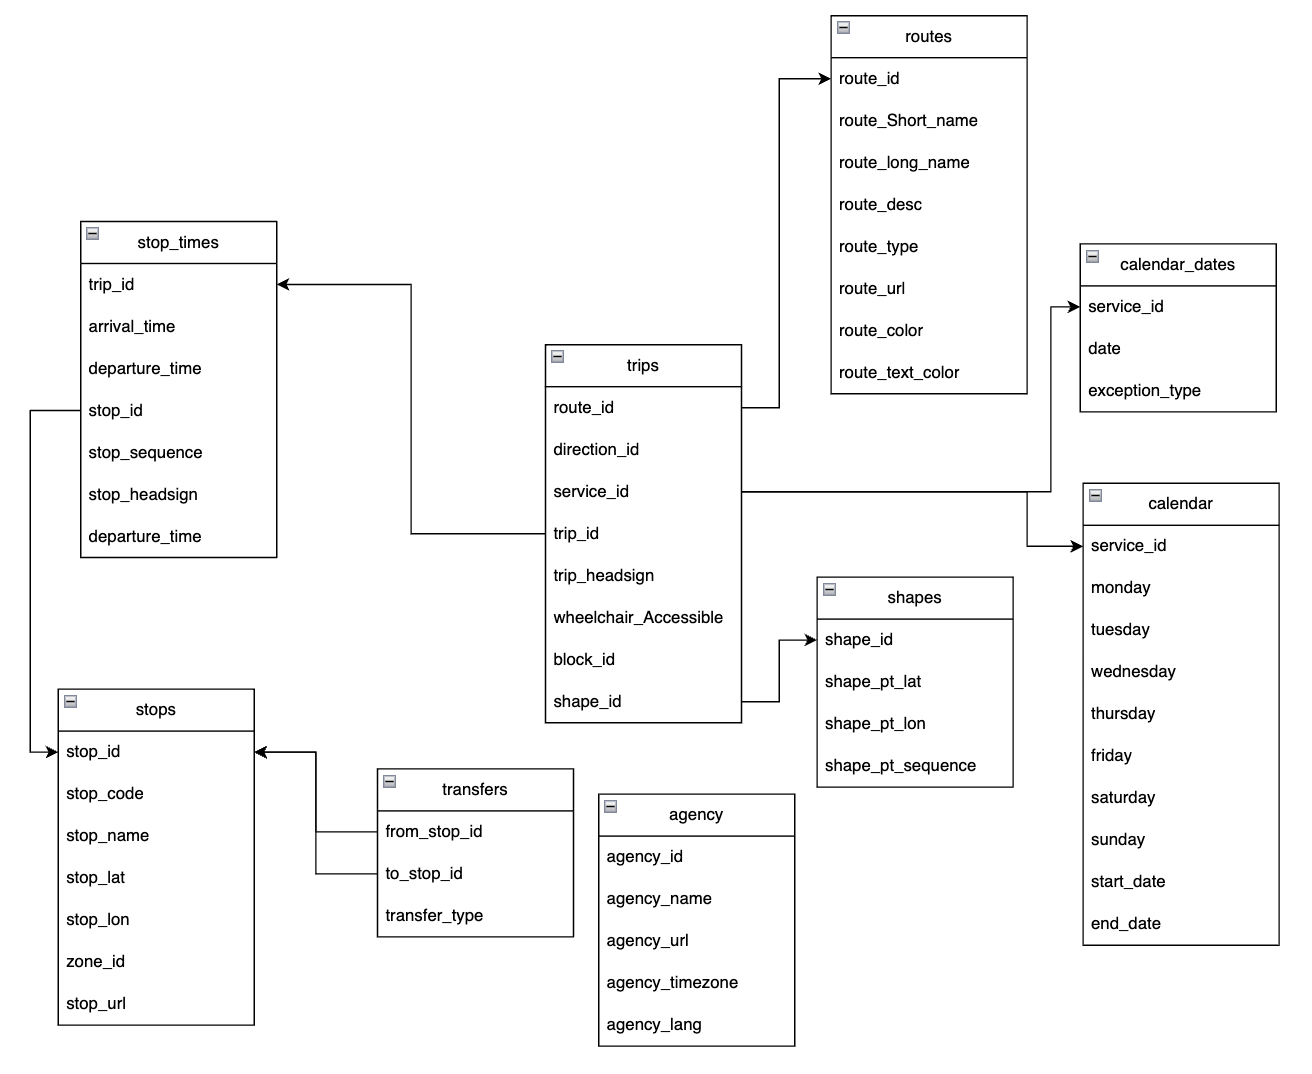 routes
route_id
route_Short_name
route_long_name
route_desc
route_type
route_url
route_color
route_text_color
stop_times
trip_id
arrival_time
departure_time
stop_id
stop_sequence
stop_headsign
departure_time
calendar_dates
service_id
date
exception_type
trips
route_id
direction_id
service_id
trip_id
trip_headsign
wheelchair_Accessible
block_id
shape_id
calendar
service_id
monday
tuesday
wednesday
thursday
friday
saturday
sunday
start_date
end_date
shapes
shape_id
shape_pt_lat
shape_pt_lon
shape_pt_sequence
stops
stop_id
stop_code
stop_name
stop_lat
stop_lon
zone_id
stop_url
transfers
from_stop_id
to_stop_id
transfer_type
agency
agency_id
agency_name
agency_url
agency_timezone
agency_lang